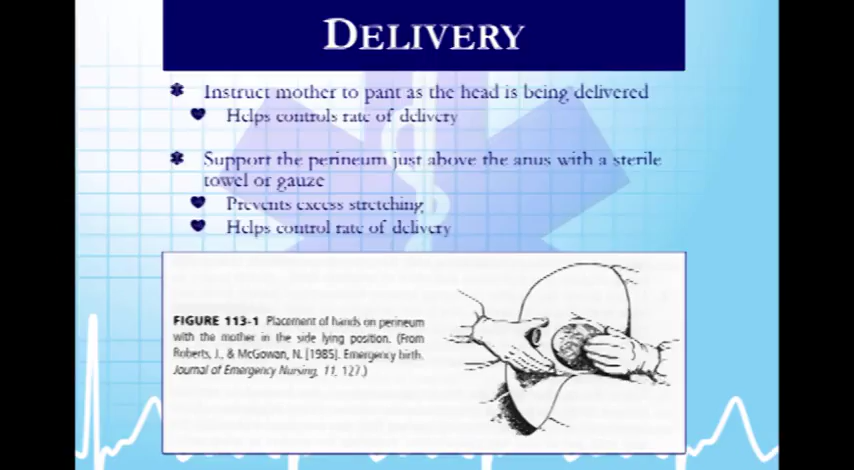 DELIVERY
Instruct mother to pant as the head is being delivered
Helps controls rate of delivery
Support the perineum just above the anus with a sterile
towel or gauze
Prevents excess stretching
Helps control rate of delivery
FIGURE 113-1 Placement of hands on perineum
with the mother in the side lying position. (From
Roberts, J., & McGowan, N. [1985]. Emergency birth.
Journal of Emergency Nursing, 11, 127.)